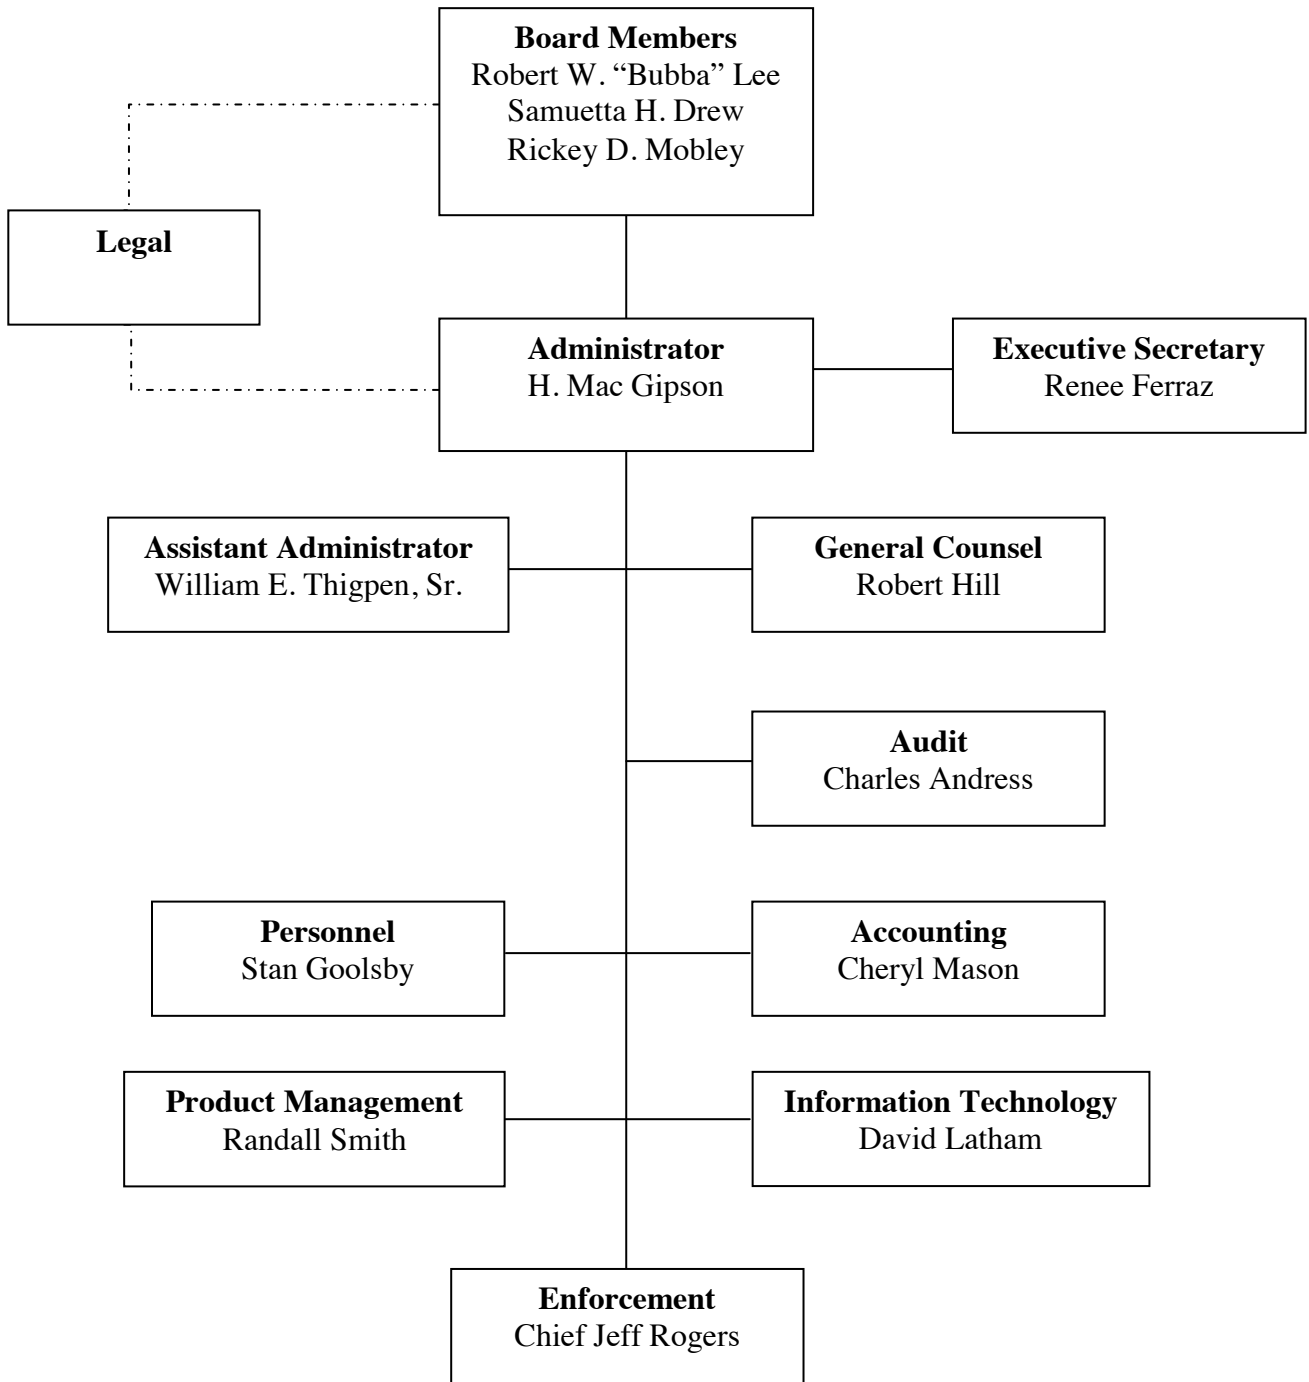 Board Members
Robert W. “Bubba” Lee
Samuetta H. Drew
Rickey D. Mobley
Legal
Administrator
H. Mac Gipson
Executive Secretary
Renee Ferraz
Assistant Administrator
William E. Thigpen, Sr.
General Counsel
Robert Hill
Audit
Charles Andress
Personnel
Stan Goolsby
Accounting
Cheryl Mason
Product Management
Randall Smith
Information Technology
David Latham
Enforcement
Chief Jeff Rogers